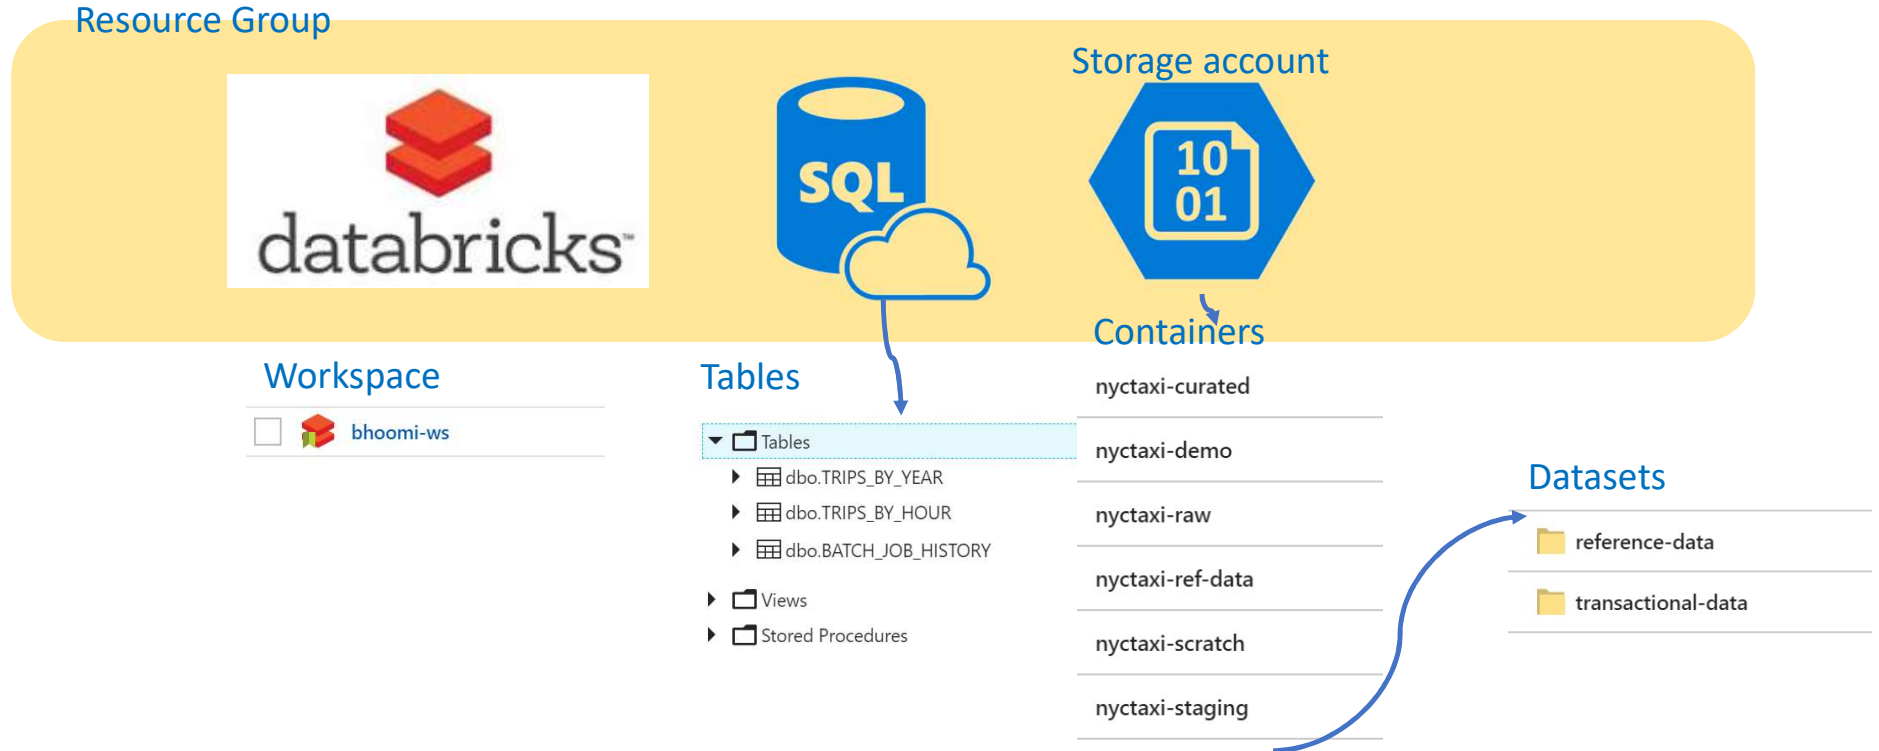 Resource Group
databricks™
SQL
Storage account
10
01
Workspace
bhoomi-ws
Tables
Tables
dbo.TRIPS_BY_YEAR
dbo.TRIPS_BY_HOUR
dbo.BATCH_JOB_HISTORY
Views
Stored Procedures
Containers
nyctaxi-curated
nyctaxi-demo
nyctaxi-raw
nyctaxi-ref-data
nyctaxi-scratch
nyctaxi-staging
Datasets
reference-data
transactional-data